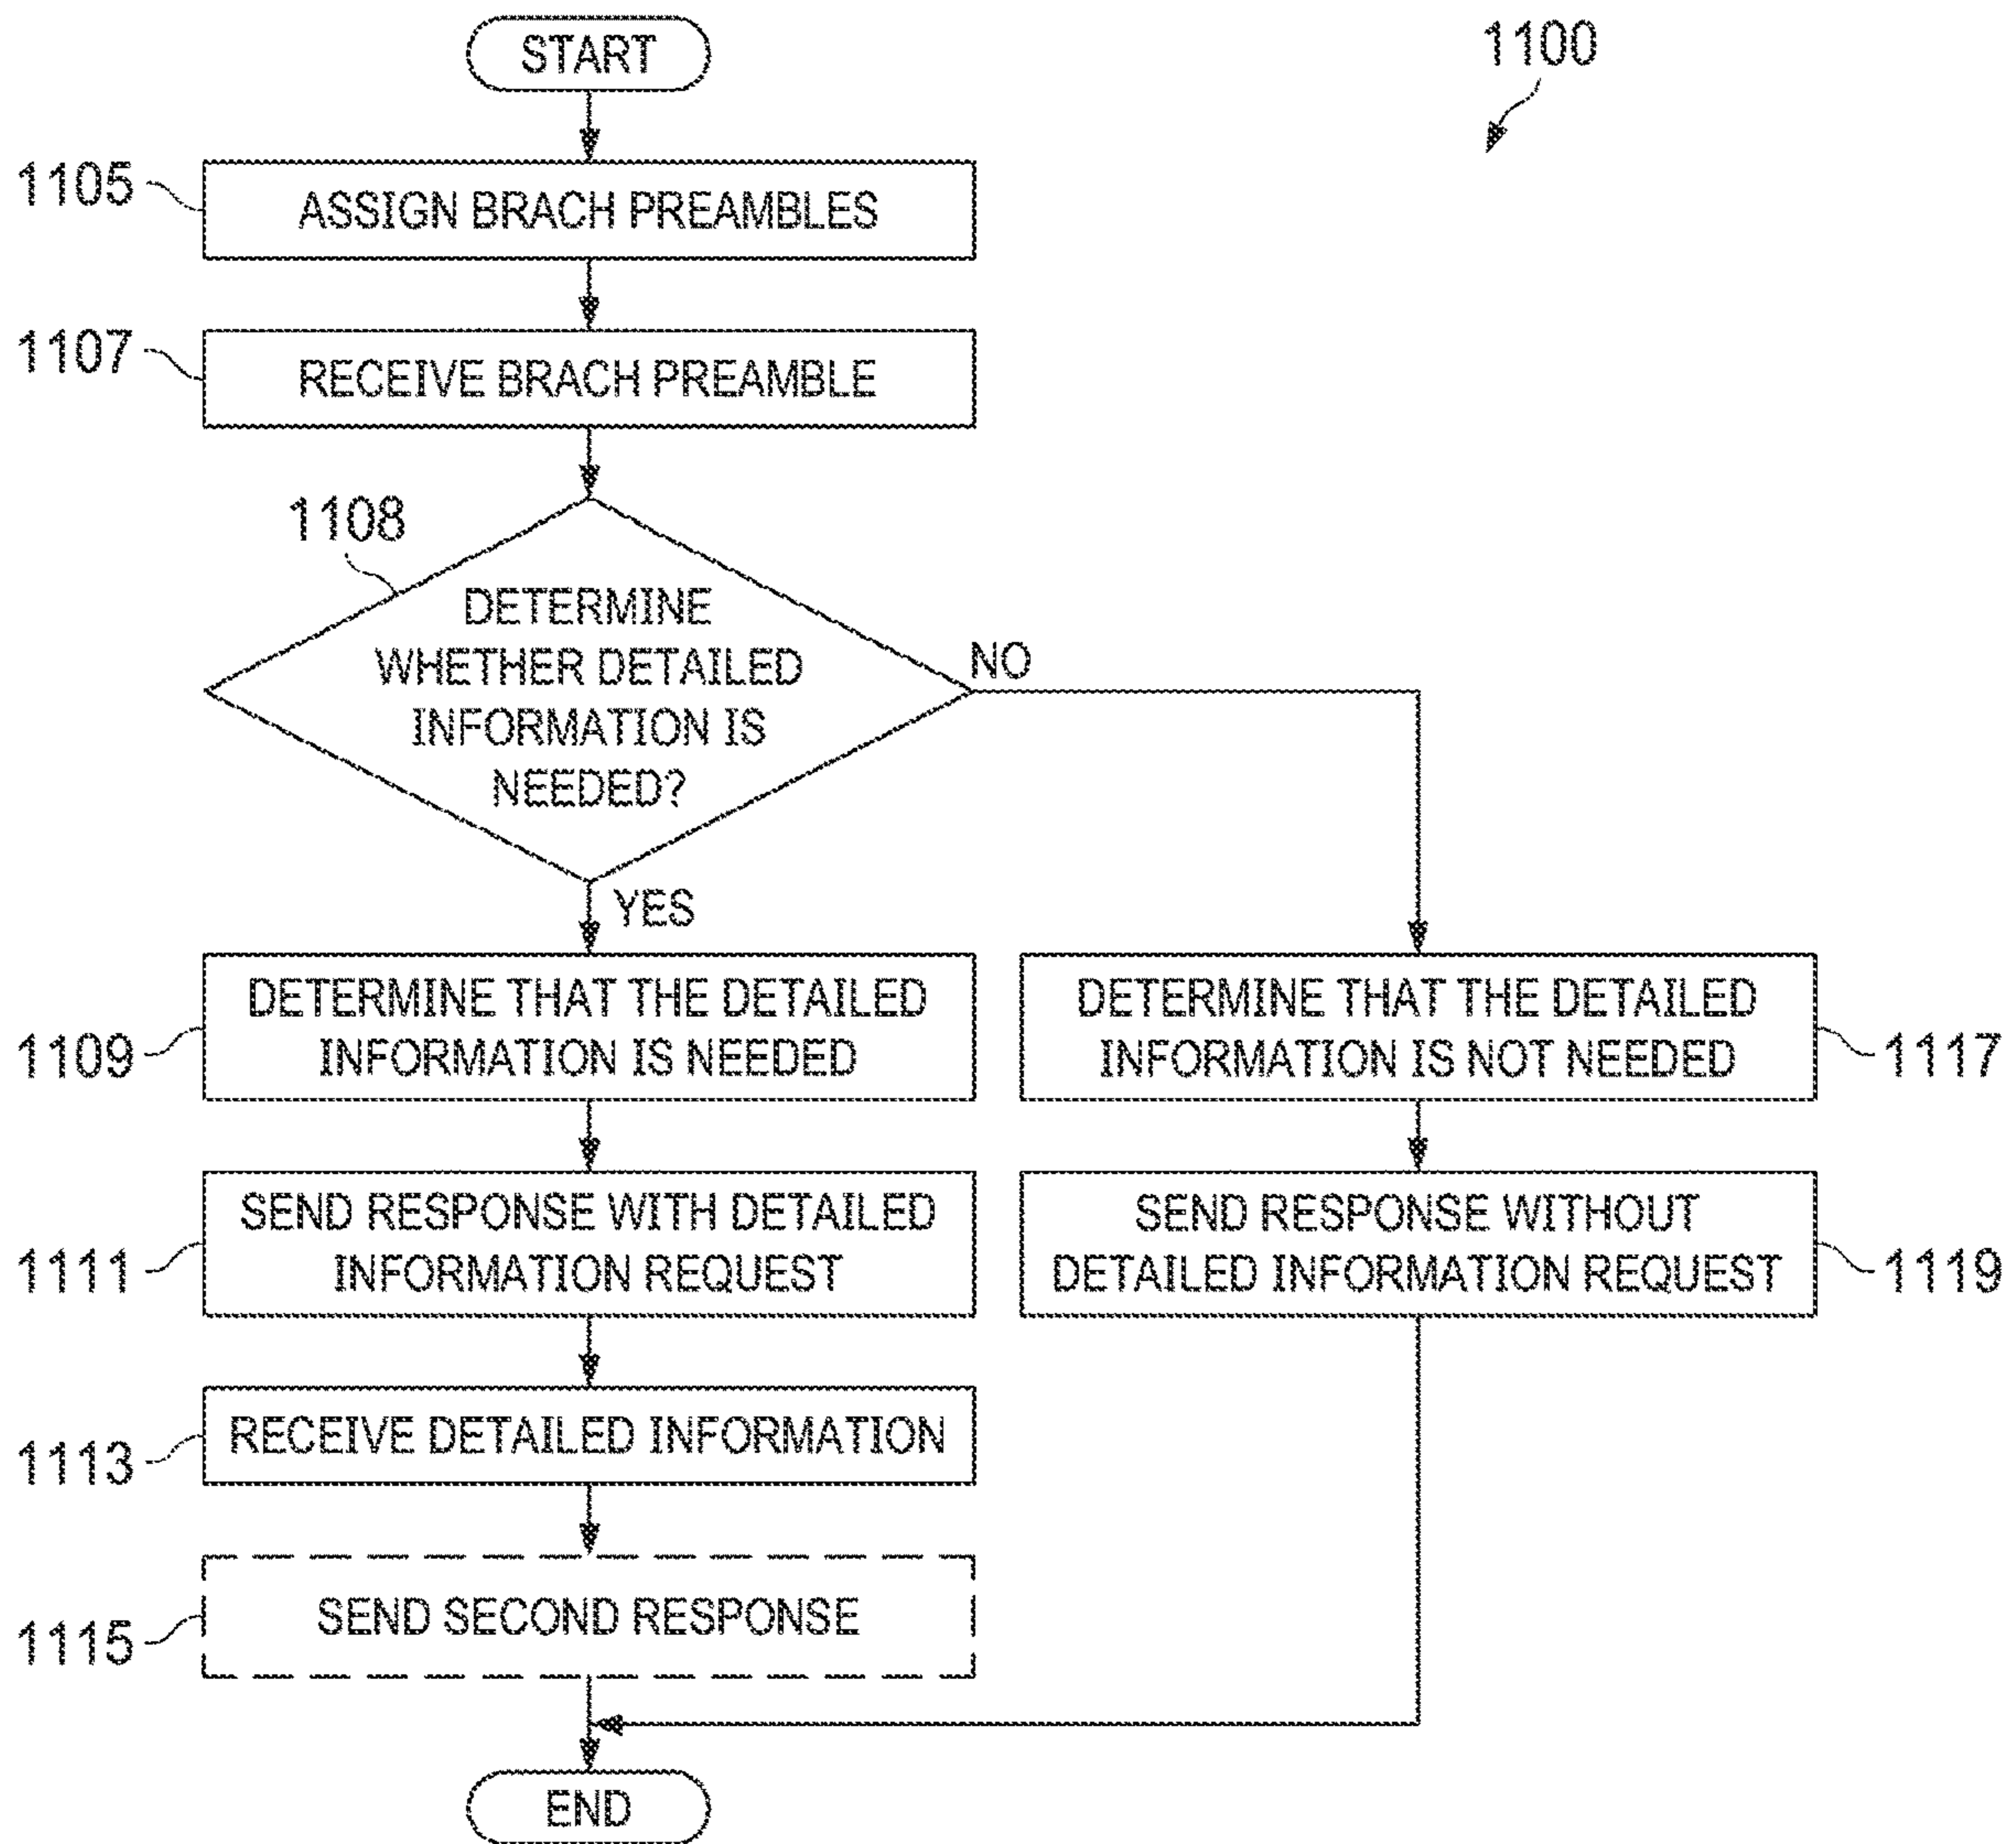 START
1100
1105
ASSIGN BRACH PREAMBLES
1107
RECEIVE BRACH PREAMBLE
1108
DETERMINE
WHETHER DETAILED
INFORMATION IS
NEEDED?
NO
YES
1109
DETERMINE THAT THE DETAILED
INFORMATION IS NEEDED
DETERMINE THAT THE DETAILED
INFORMATION IS NOT NEEDED
1117
1111
SEND RESPONSE WITH DETAILED
INFORMATION REQUEST
SEND RESPONSE WITHOUT
DETAILED INFORMATION REQUEST
1119
1113
RECEIVE DETAILED INFORMATION
1115
SEND SECOND RESPONSE
END